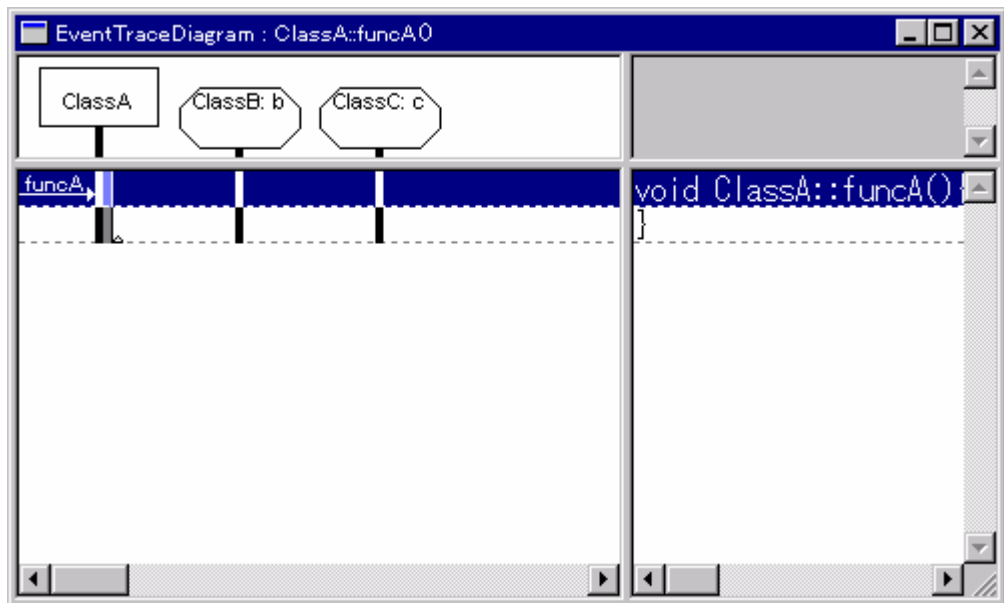 EventTraceDiagram : ClassA::funcA()
ClassA
ClassB: b
ClassC: c
funcA
void ClassA::funcA(){
}